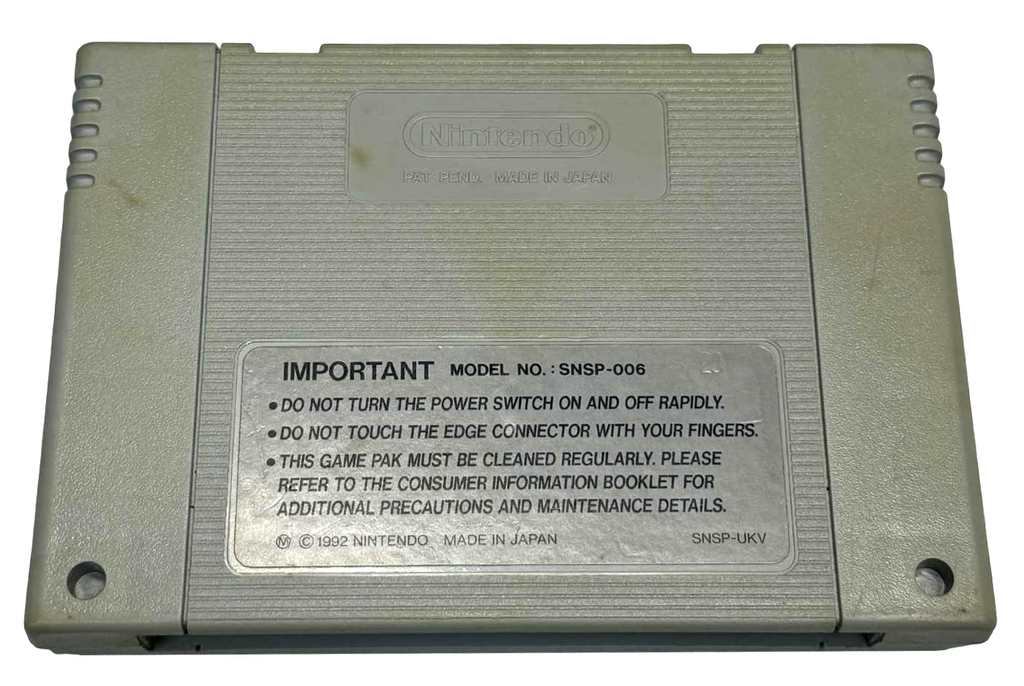 Nintendo®
PAT. PEND. MADE IN JAPAN
IMPORTANT MODEL NO.: SNSP-006 20
• DO NOT TURN THE POWER SWITCH ON AND OFF RAPIDLY.
• DO NOT TOUCH THE EDGE CONNECTOR WITH YOUR FINGERS.
• THIS GAME PAK MUST BE CLEANED REGULARLY. PLEASE
REFER TO THE CONSUMER INFORMATION BOOKLET FOR
ADDITIONAL PRECAUTIONS AND MAINTENANCE DETAILS.
Ⓜ © 1992 NINTENDO MADE IN JAPAN SNSP-UKV